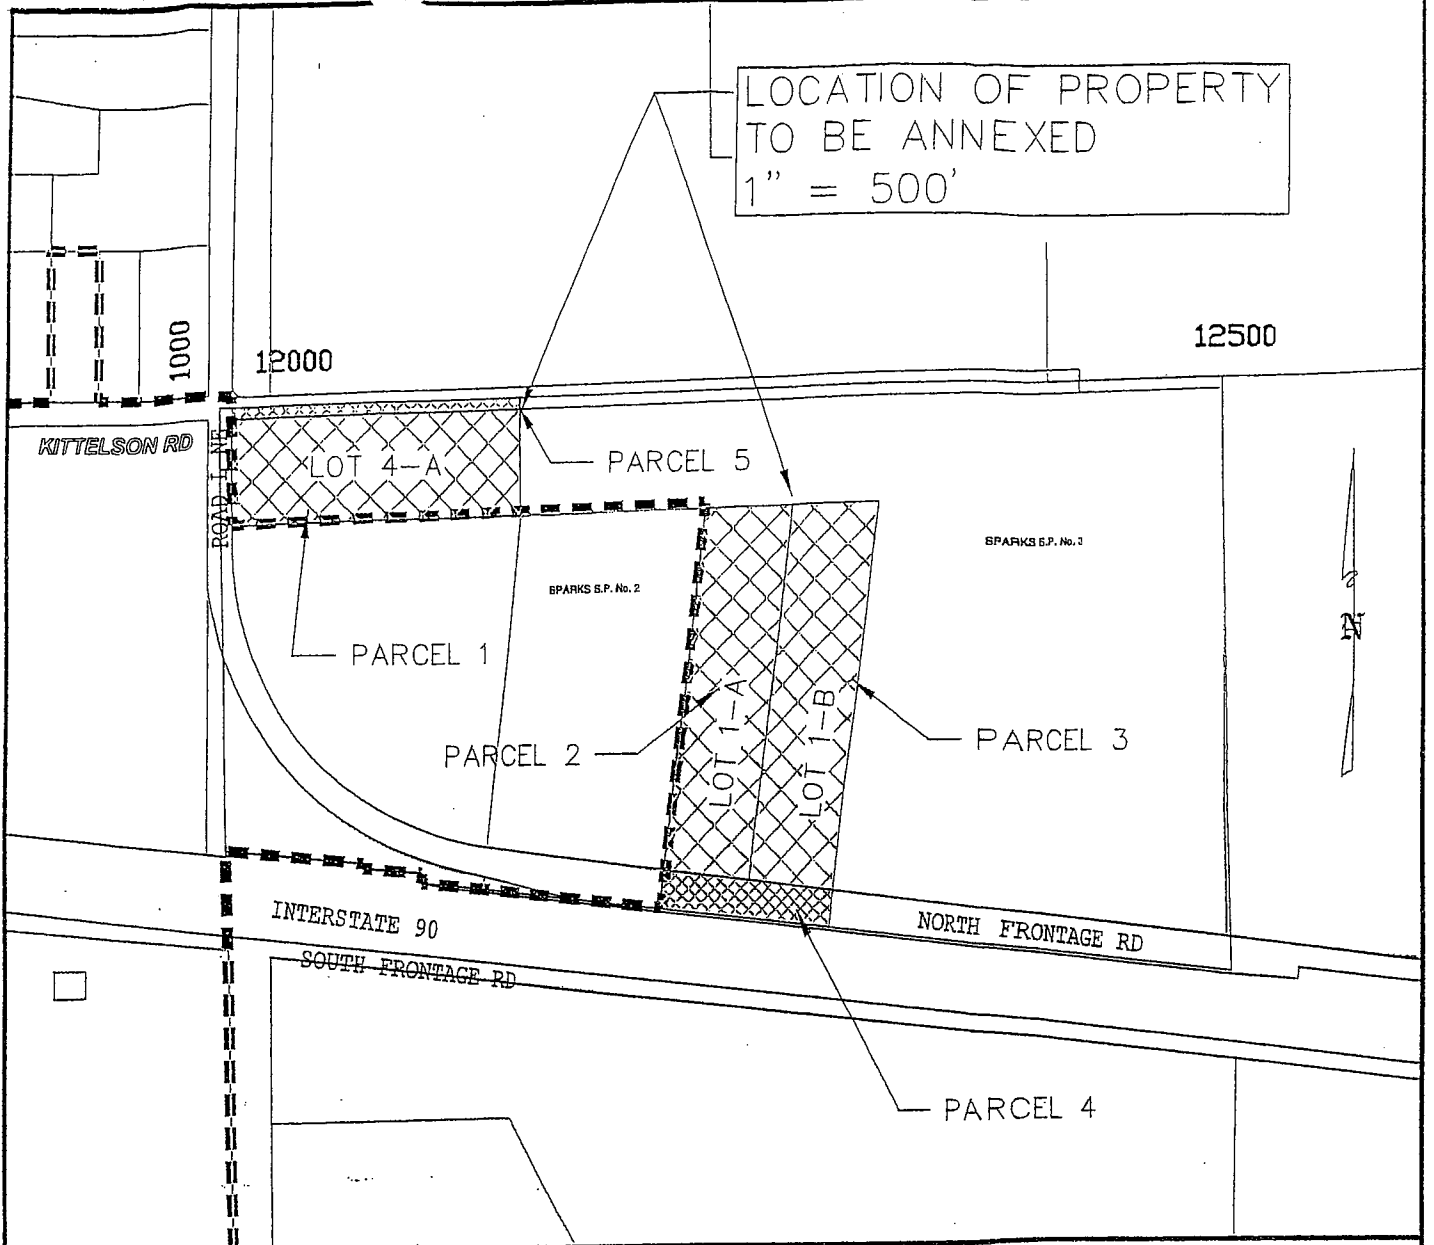 LOCATION OF PROPERTY
TO BE ANNEXED
1" = 500'
1000
12000
12500
KITTELSON RD
ROAD L NE
LOT 4-A
PARCEL 5
SPARKS S.P. No. 3
SPARKS S.P. No. 2
N
PARCEL 1
LOT 1-A
LOT 1-B
PARCEL 2
PARCEL 3
INTERSTATE 90
NORTH FRONTAGE RD
SOUTH FRONTAGE RD
PARCEL 4